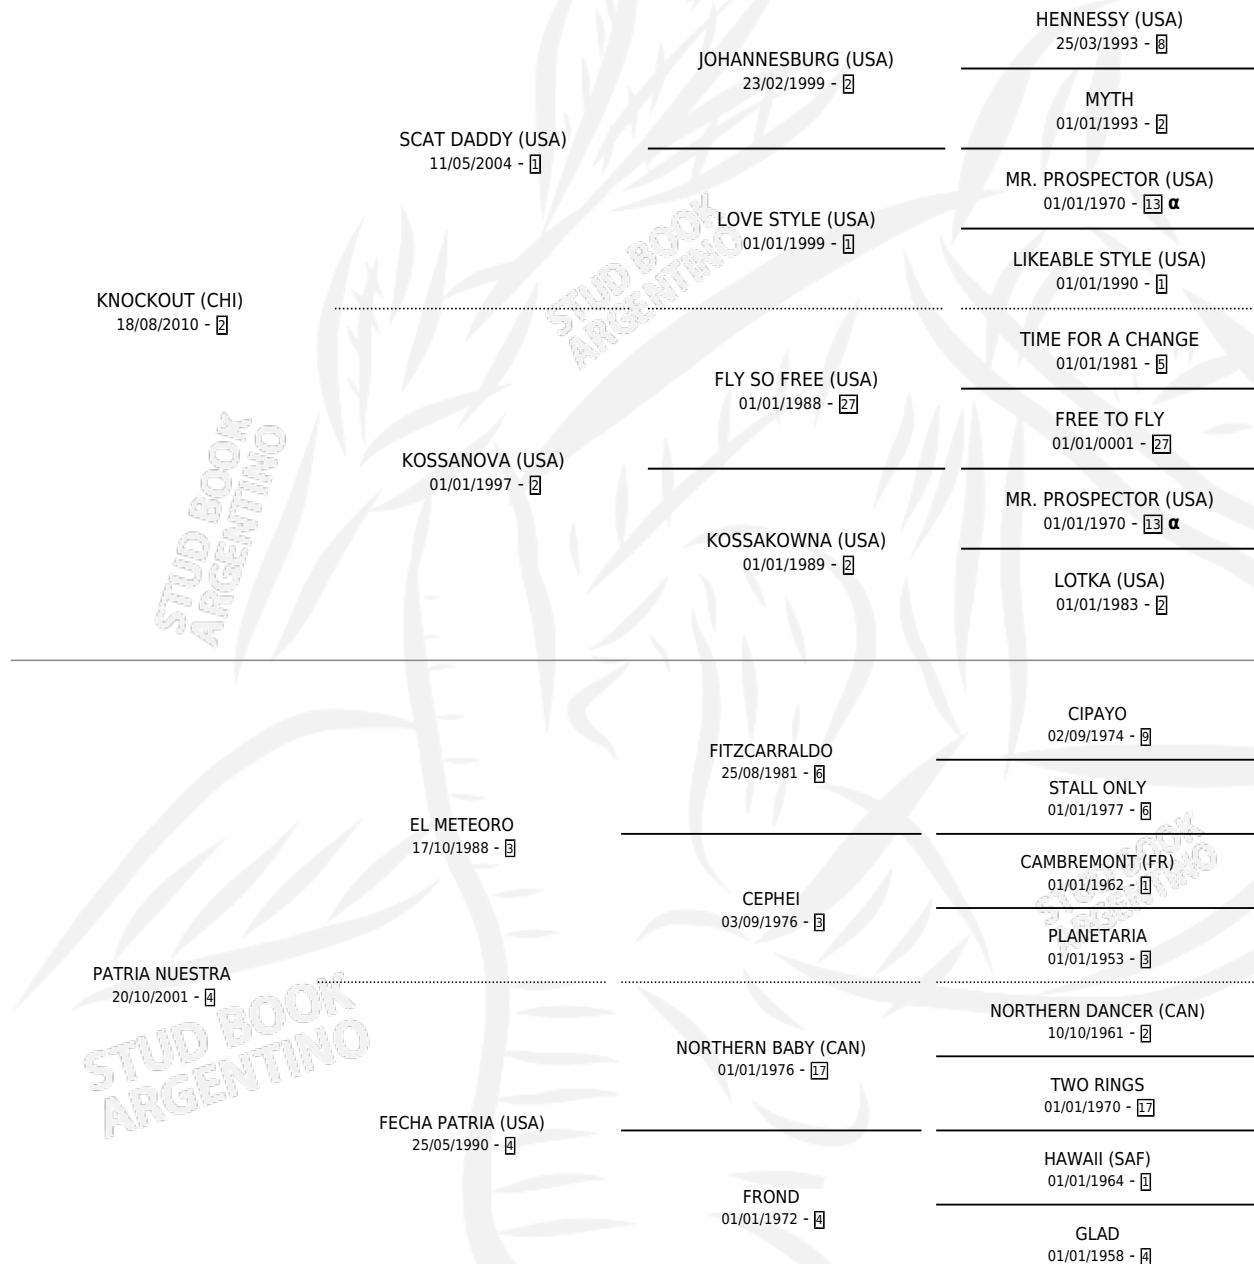 HENNESSY (USA)
25/03/1993 - 8
JOHANNESBURG (USA)
23/02/1999 - 2
MYTH
01/01/1993 - 2
SCAT DADDY (USA)
11/05/2004 - 1
MR. PROSPECTOR (USA)
01/01/1970 - 13 α
LOVE STYLE (USA)
01/01/1999 - 1
LIKEABLE STYLE (USA)
01/01/1990 - 1
KNOCKOUT (CHI)
18/08/2010 - 2
TIME FOR A CHANGE
01/01/1981 - 5
FLY SO FREE (USA)
01/01/1988 - 27
FREE TO FLY
01/01/0001 - 27
KOSSANOVA (USA)
01/01/1997 - 2
MR. PROSPECTOR (USA)
01/01/1970 - 13 α
KOSSAKOWNA (USA)
01/01/1989 - 2
LOTKA (USA)
01/01/1983 - 2
CIPAYO
02/09/1974 - 9
FITZCARRALDO
25/08/1981 - 6
STALL ONLY
01/01/1977 - 6
EL METEORO
17/10/1988 - 3
CAMBREMONT (FR)
01/01/1962 - 1
CEPHEI
03/09/1976 - 3
PLANETARIA
01/01/1953 - 3
PATRIA NUESTRA
20/10/2001 - 4
NORTHERN DANCER (CAN)
10/10/1961 - 2
NORTHERN BABY (CAN)
01/01/1976 - 17
TWO RINGS
01/01/1970 - 17
FECHA PATRIA (USA)
25/05/1990 - 4
HAWAII (SAF)
01/01/1964 - 1
FROND
01/01/1972 - 4
GLAD
01/01/1958 - 4
STUD BOOK
ARGENTINO
STUD BOOK
ARGENTINO
STUD BOOK
ARGENTINO
STUD BOOK
ARGENTINO